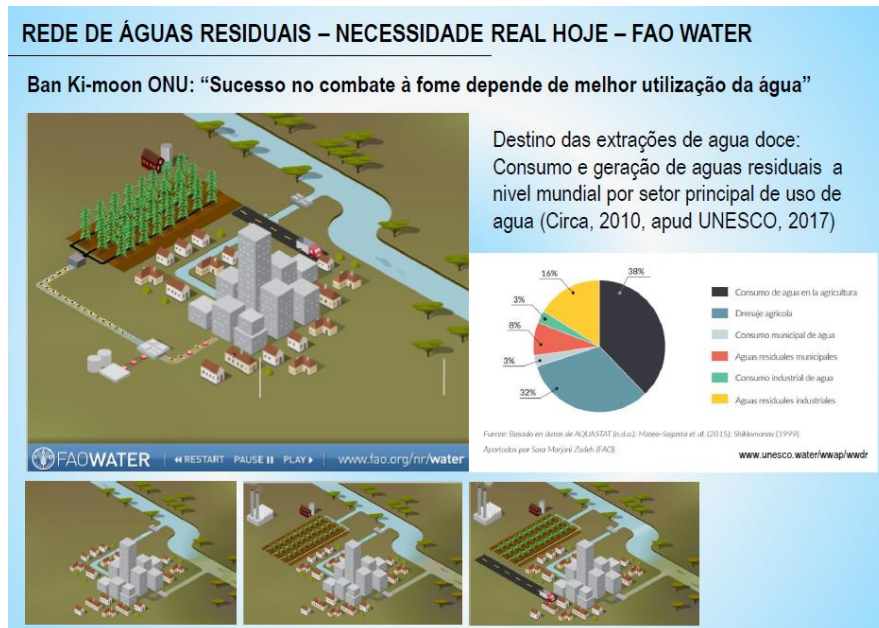 REDE DE ÁGUAS RESIDUAIS – NECESSIDADE REAL HOJE – FAO WATER
Ban Ki-moon ONU: “Sucesso no combate à fome depende de melhor utilização da água”
Destino das extrações de agua doce:
Consumo e geração de aguas residuais a
nivel mundial por setor principal de uso de
agua (Circa, 2010, apud UNESCO, 2017)
16%
38%
3%
8%
3%
32%
Consumo de agua en la agricultura
Drenaje agrícola
Consumo municipal de agua
Aguas residuales municipales
Consumo industrial de agua
Aguas residuales industriales
Fuente: Basada en datos de AQUASTAT (n.d.a.); Mateo-Sagasta et al. (2015); Shiklomanov (1999).
Aportados por Sara Marjani Zadeh (FAO).
www.unesco.water/wwap/wwdr
FAOWATER
RESTART PAUSE PLAY
www.fao.org/nr/water